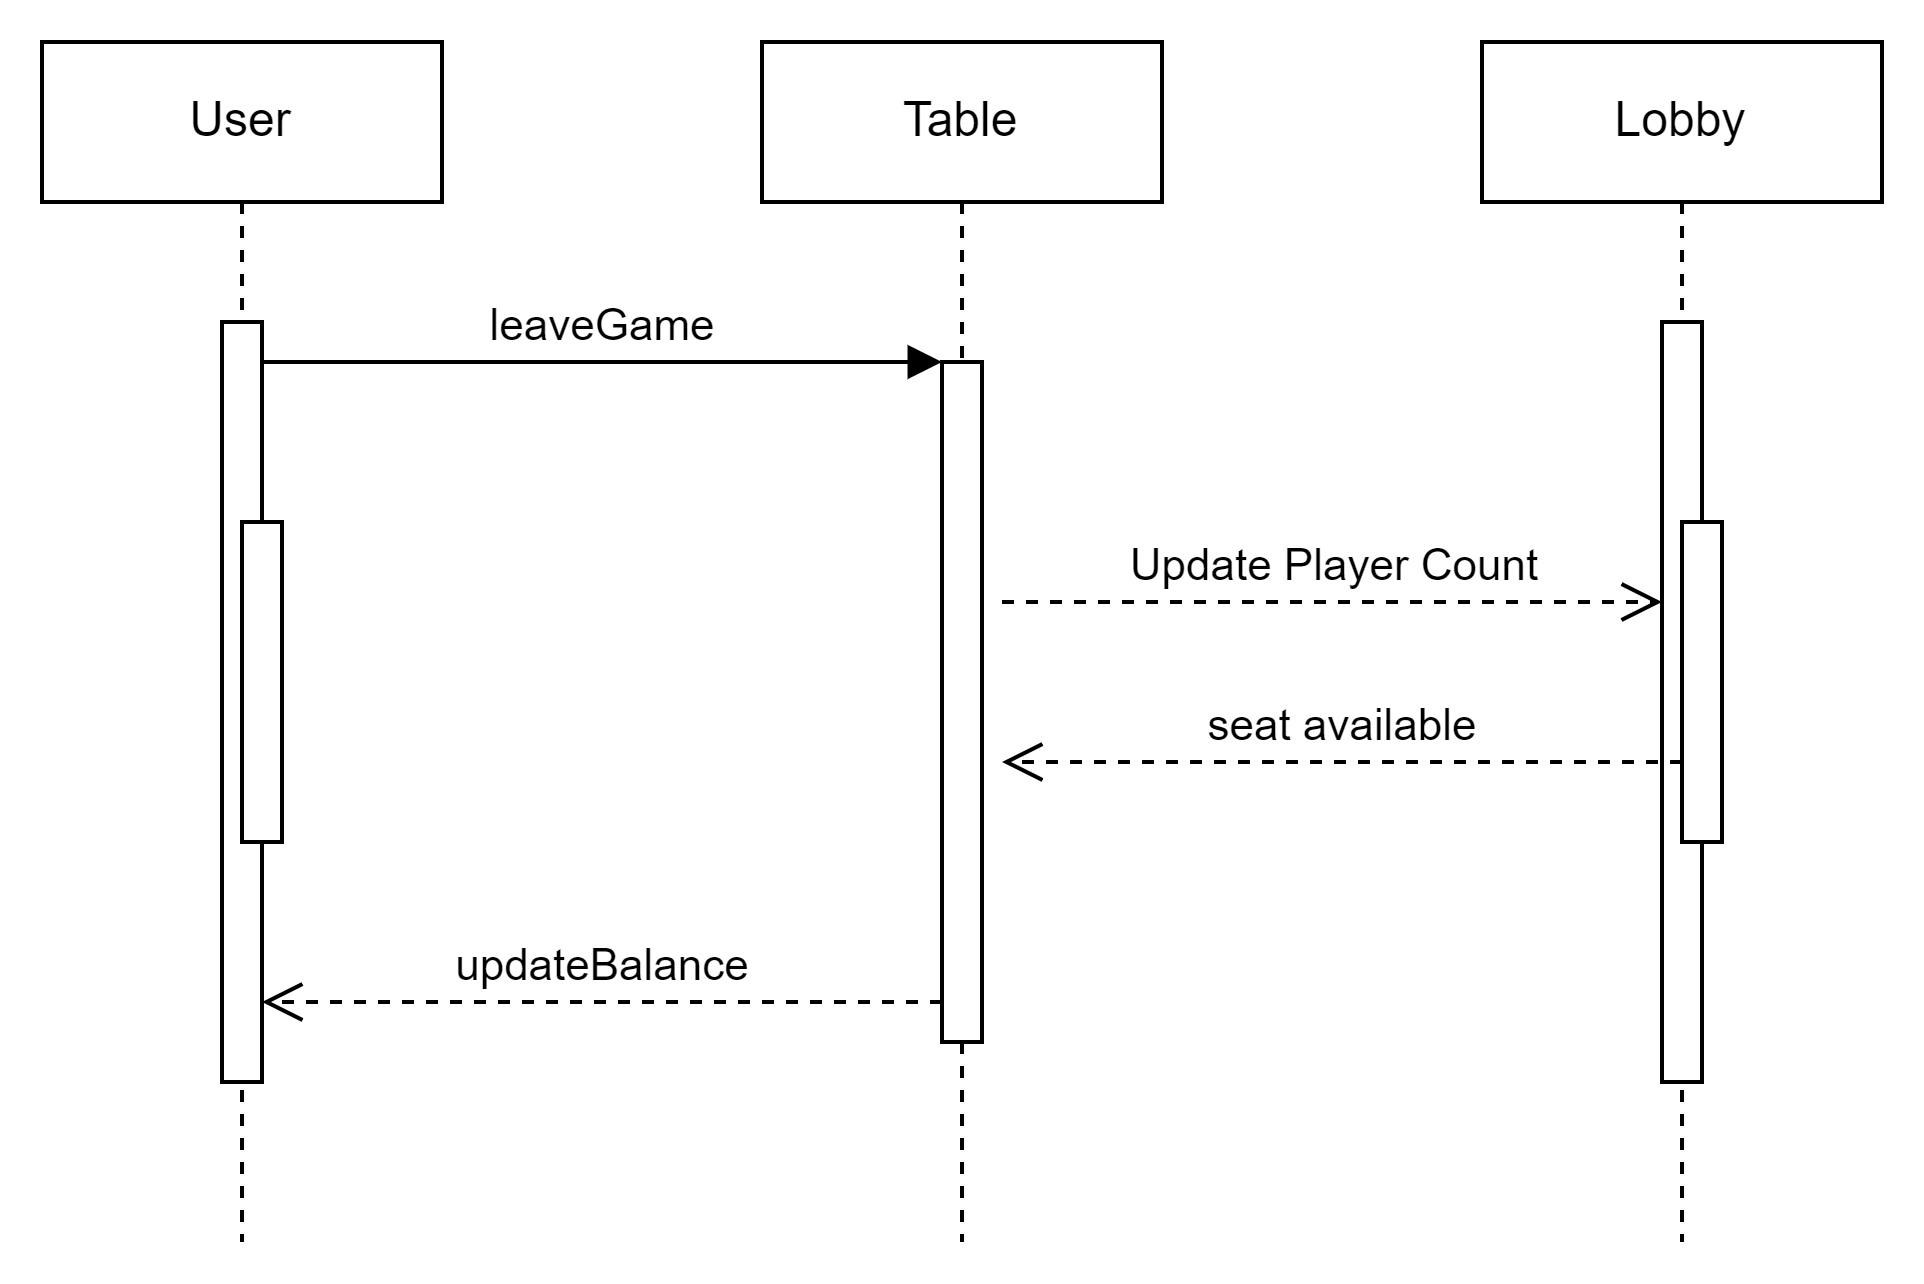 User
Table
Lobby
leaveGame
Update Player Count
seat available
updateBalance